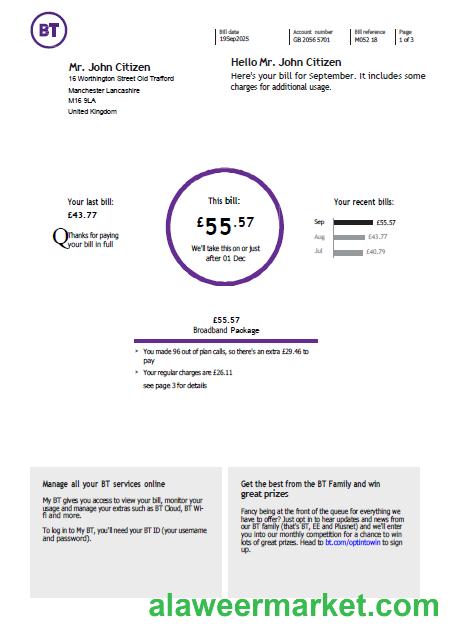 BT
Bill date
19Sep2025
Account number
GB 2056 5701
Bill reference
M052 18
Page
1 of 3
Mr. John Citizen
16 Worthington Street Old Trafford
Manchester Lancashire
M16 9LA
United Kingdom
Hello Mr. John Citizen
Here's your bill for September. It includes some
charges for additional usage.
Your last bill:
£43.77
Q Thanks for paying
your bill in full
This bill:
£55.57
We'll take this on or just
after 01 Dec
Your recent bills:
Sep £55.57
Aug £43.77
Jul £40.79
£55.57
Broadband Package
‣ You made 96 out of plan calls, so there's an extra £29.46 to
pay
‣ Your regular charges are £26.11
see page 3 for details
Manage all your BT services online
My BT gives you access to view your bill, monitor your
usage and manage your extras such as BT Cloud, BT Wi-
fi and more.
To log in to My BT, you'll need your BT ID (your username
and password).
Get the best from the BT Family and win
great prizes
Fancy being at the front of the queue for everything we
have to offer? Just opt in to hear updates and news from
our BT family (that's BT, EE and Plusnet) and we'll enter
you into our monthly competition for a chance to win
lots of great prizes. Head to bt.com/optintowin to sign
up.
alaweermarket.com